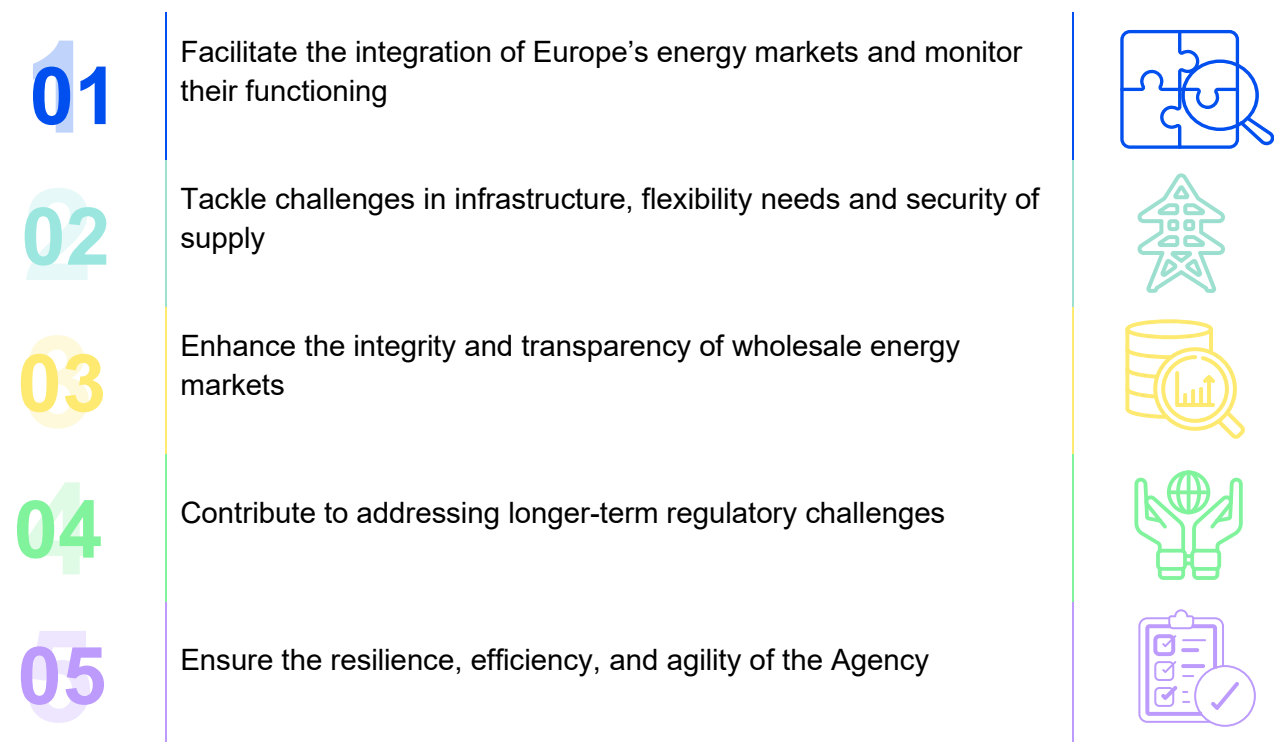 01
Facilitate the integration of Europe’s energy markets and monitor
their functioning
02
Tackle challenges in infrastructure, flexibility needs and security of
supply
03
Enhance the integrity and transparency of wholesale energy
markets
04
Contribute to addressing longer-term regulatory challenges
05
Ensure the resilience, efficiency, and agility of the Agency